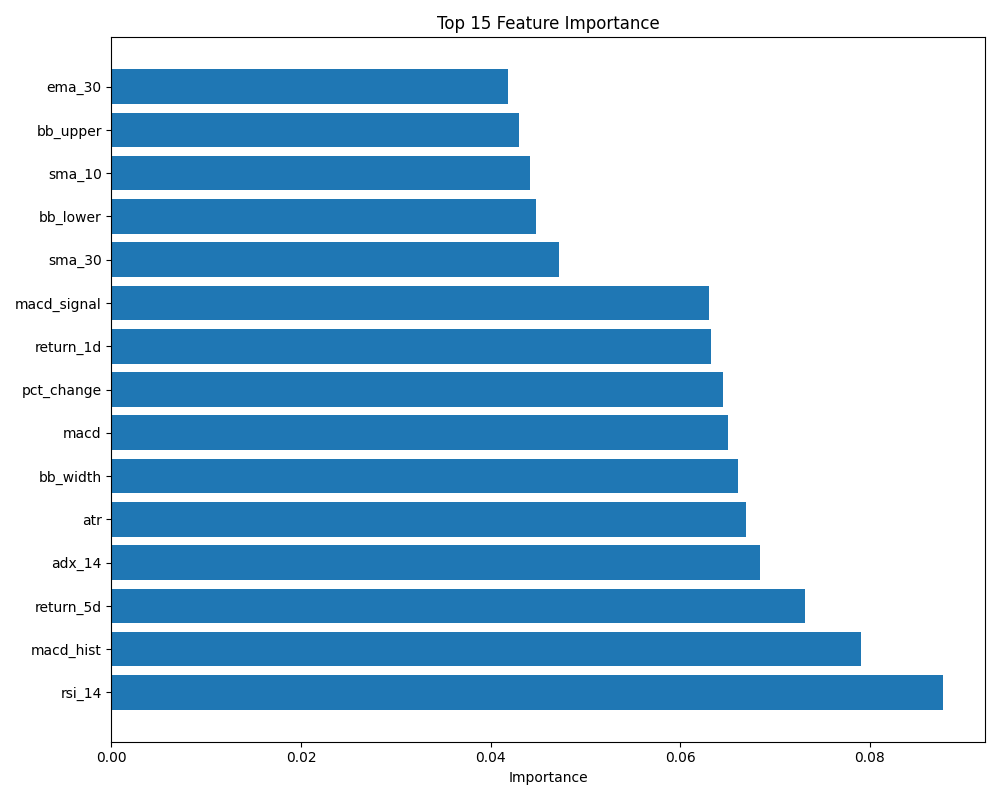 Top 15 Feature Importance
ema_30
bb_upper
sma_10
bb_lower
sma_30
macd_signal
return_1d
pct_change
macd
bb_width
atr
adx_14
return_5d
macd_hist
rsi_14
0.00 0.02 0.04 0.06 0.08
Importance